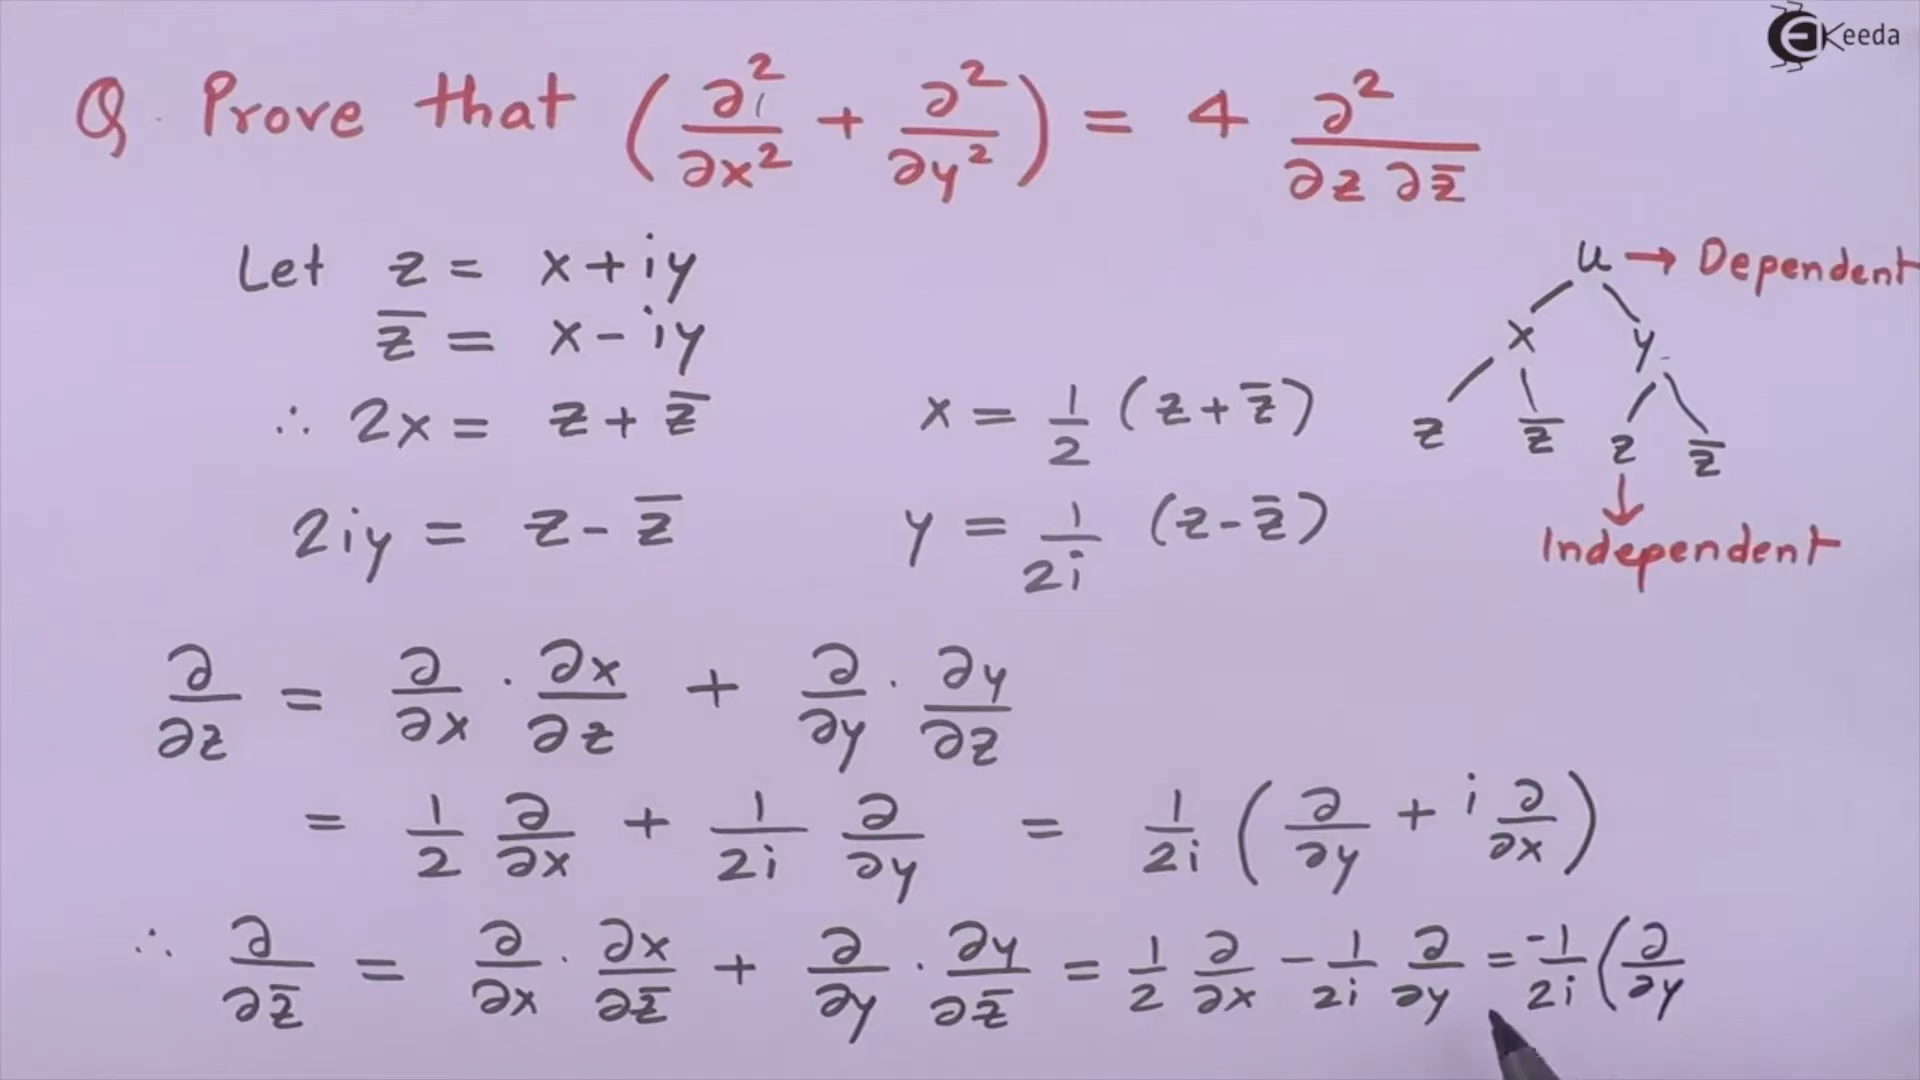 EKeeda
Q. Prove that (∂²/∂x² + ∂²/∂y²) = 4 ∂²/∂z ∂z̄
Let z = x + iy
z̄ = x - iy
∴ 2x = z + z̄
x = 1/2 (z + z̄)
2iy = z - z̄
y = 1/2i (z - z̄)
u → Dependent
x y
z z̄ z z̄
↓
Independent
∂/∂z = ∂/∂x · ∂x/∂z + ∂/∂y · ∂y/∂z
= 1/2 ∂/∂x + 1/2i ∂/∂y = 1/2i (∂/∂y + i ∂/∂x)
∴ ∂/∂z̄ = ∂/∂x · ∂x/∂z̄ + ∂/∂y · ∂y/∂z̄ = 1/2 ∂/∂x - 1/2i ∂/∂y = -1/2i (∂/∂y